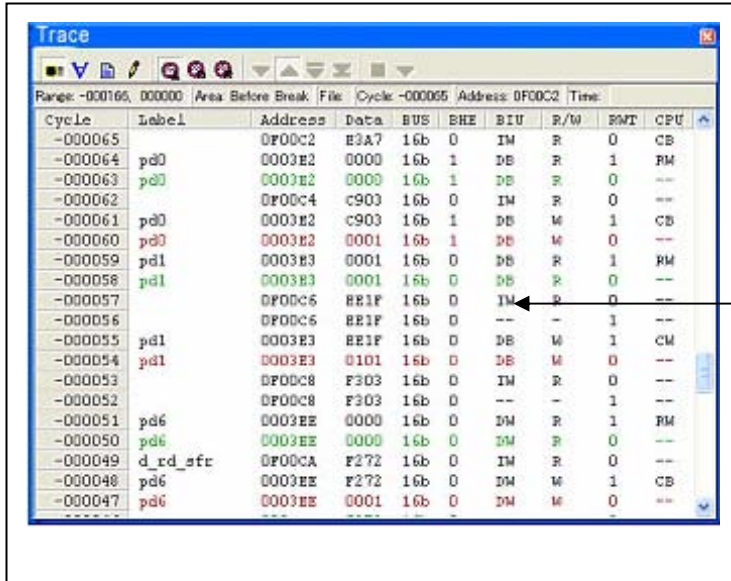 Trace
Range: -000166, 000000 Area: Before Break File: Cycle: -000065 Address: 0F00C2 Time:
Cycle Label Address Data BUS BHE BIU R/W RWT CPU
-000065 0F00C2 E3A7 16b 0 IW R 0 CB
-000064 pd0 0003E2 0000 16b 1 DB R 1 RW
-000063 pd0 0003E2 0000 16b 1 DB R 0 --
-000062 0F00C4 C903 16b 0 IW R 0 --
-000061 pd0 0003E2 C903 16b 1 DB W 1 CB
-000060 pd0 0003E2 0001 16b 1 DB W 0 --
-000059 pd1 0003E3 0001 16b 0 DB R 1 RW
-000058 pd1 0003E3 0001 16b 0 DB R 0 --
-000057 0F00C6 EE1F 16b 0 IW R 0 --
-000056 0F00C6 EE1F 16b 0 -- - 1 --
-000055 pd1 0003E3 EE1F 16b 0 DB W 1 CW
-000054 pd1 0003E3 0101 16b 0 DB W 0 --
-000053 0F00C8 F303 16b 0 IW R 0 --
-000052 0F00C8 F303 16b 0 -- - 1 --
-000051 pd6 0003EE 0000 16b 0 DW R 1 RW
-000050 pd6 0003EE 0000 16b 0 DW R 0 --
-000049 d_rd_sfr 0F00CA F272 16b 0 IW R 0 --
-000048 pd6 0003EE F272 16b 0 DW W 1 CB
-000047 pd6 0003EE 0001 16b 0 DW W 0 --